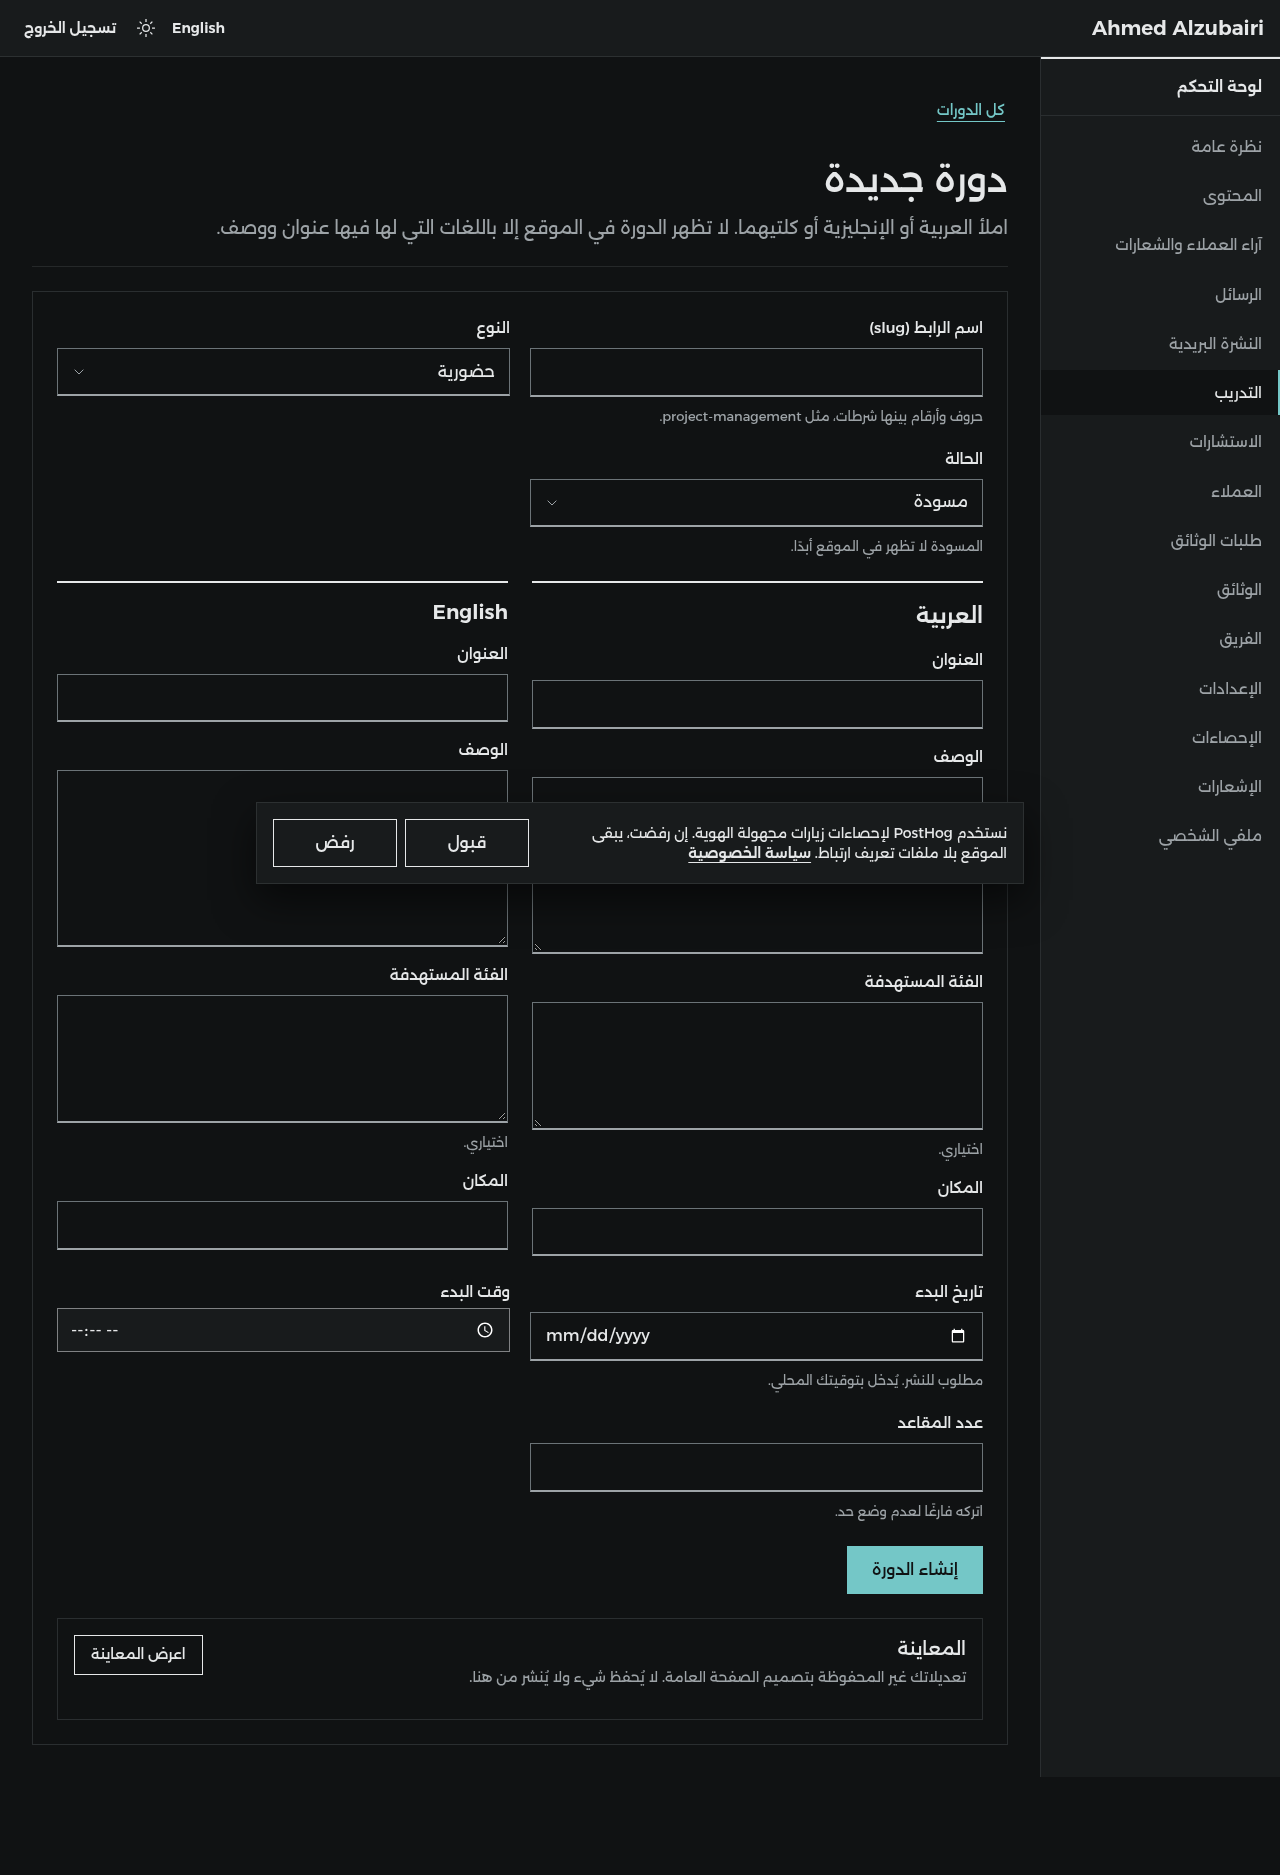 Ahmed Alzubairi
English
تسجيل الخروج
لوحة التحكم
نظرة عامة
المحتوى
آراء العملاء والشعارات
الرسائل
النشرة البريدية
التدريب
الاستشارات
العملاء
طلبات الوثائق
الوثائق
الفريق
الإعدادات
الإحصاءات
الإشعارات
ملفي الشخصي
كل الدورات
دورة جديدة
املأ العربية أو الإنجليزية أو كلتيهما. لا تظهر الدورة في الموقع إلا باللغات التي لها فيها عنوان ووصف.
اسم الرابط (slug)
حروف وأرقام بينها شرطات، مثل project-management.
النوع
حضورية
الحالة
مسودة
المسودة لا تظهر في الموقع أبدًا.
العربية
العنوان
الوصف
الفئة المستهدفة
اختياري.
المكان
English
العنوان
الوصف
الفئة المستهدفة
اختياري.
المكان
نستخدم PostHog لإحصاءات زيارات مجهولة الهوية. إن رفضت، يبقى
الموقع بلا ملفات تعريف ارتباط. سياسة الخصوصية
قبول
رفض
تاريخ البدء
mm/dd/yyyy
مطلوب للنشر. يُدخل بتوقيتك المحلي.
وقت البدء
--:-- --
عدد المقاعد
اتركه فارغًا لعدم وضع حد.
إنشاء الدورة
المعاينة
تعديلاتك غير المحفوظة بتصميم الصفحة العامة. لا يُحفظ شيء ولا يُنشر من هنا.
اعرض المعاينة